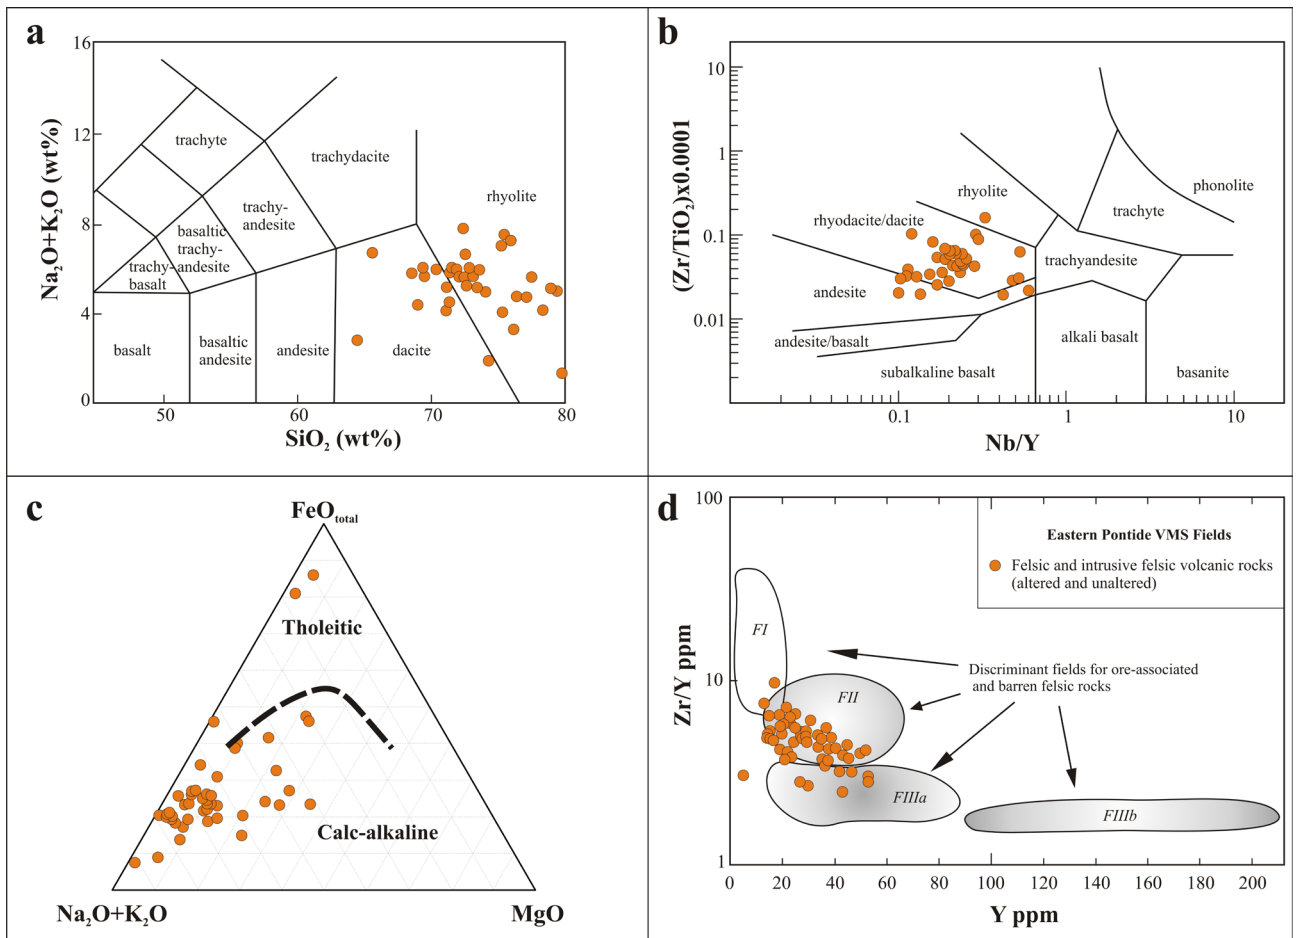 a
Na₂O+K₂O (wt%)
16
12
8
4
0
trachyte
trachydacite
rhyolite
trachy-
andesite
basaltic
trachy-
andesite
trachy-
basalt
basalt
basaltic
andesite
andesite
dacite
50
60
70
80
SiO₂ (wt%)
b
(Zr/TiO₂)x0.0001
10
1
0.1
0.01
rhyolite
phonolite
rhyodacite/dacite
trachyte
trachyandesite
andesite
andesite/basalt
alkali basalt
subalkaline basalt
basanite
0.1
1
10
Nb/Y
c
FeO total
Tholeitic
Calc-alkaline
Na₂O+K₂O
MgO
d
Zr/Y ppm
100
10
1
Eastern Pontide VMS Fields
Felsic and intrusive felsic volcanic rocks
(altered and unaltered)
FI
Discriminant fields for ore-associated
and barren felsic rocks
FII
FIIIa
FIIIb
0
20
40
60
80
100
120
140
160
180
200
Y ppm